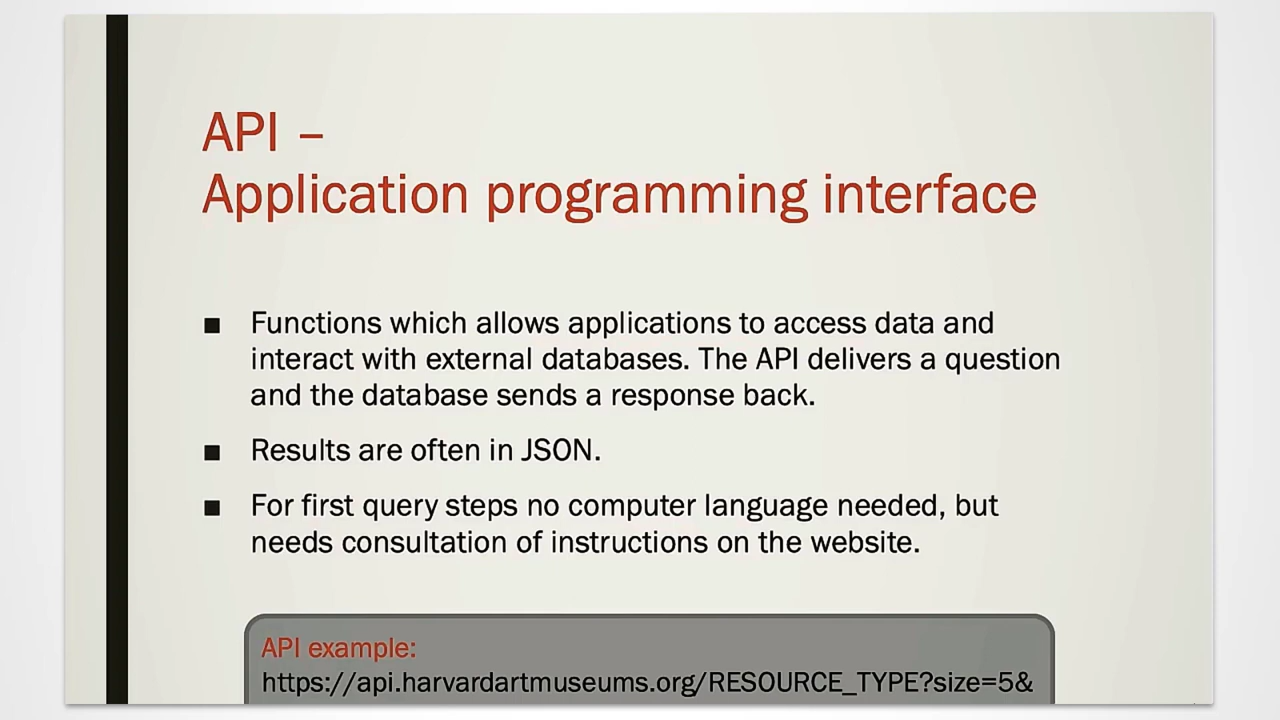 API –
Application programming interface
■ Functions which allows applications to access data and
interact with external databases. The API delivers a question
and the database sends a response back.
■ Results are often in JSON.
■ For first query steps no computer language needed, but
needs consultation of instructions on the website.
API example:
https://api.harvardartmuseums.org/RESOURCE_TYPE?size=5&